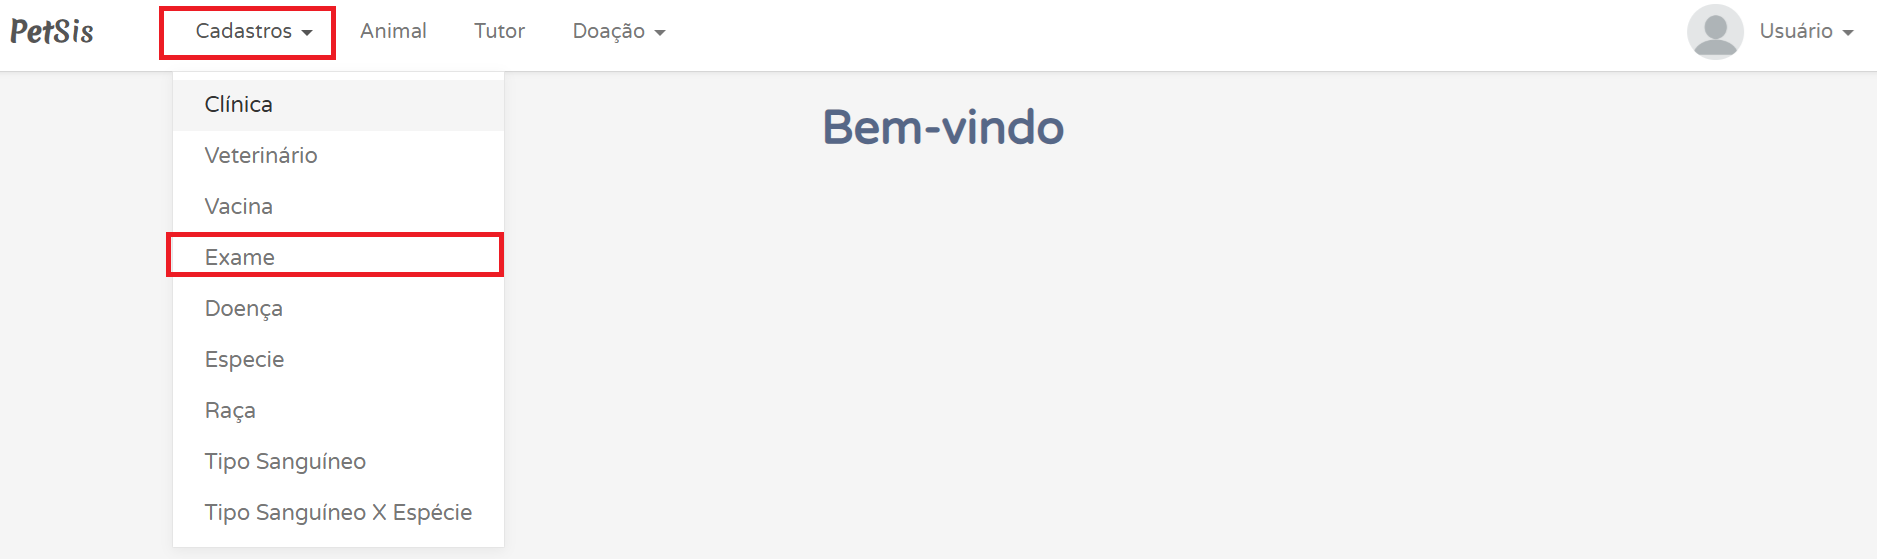 PetSis Cadastros Animal Tutor Doação Usuário
Clínica
Bem-vindo
Veterinário
Vacina
Exame
Doença
Especie
Raça
Tipo Sanguíneo
Tipo Sanguíneo X Espécie